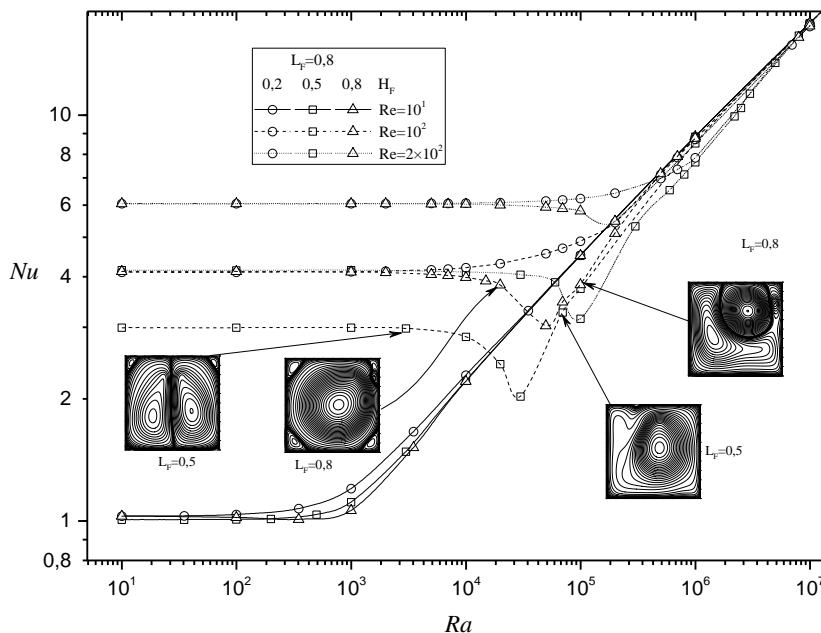 L_F=0,8
0,2 0,5 0,8 H_F
Re=10^1
Re=10^2
Re=2×10^2
10
8
6
4
2
1
0,8
Nu
L_F=0,8
L_F=0,5
L_F=0,8
L_F=0,5
10^1 10^2 10^3 10^4 10^5 10^6 10^7
Ra